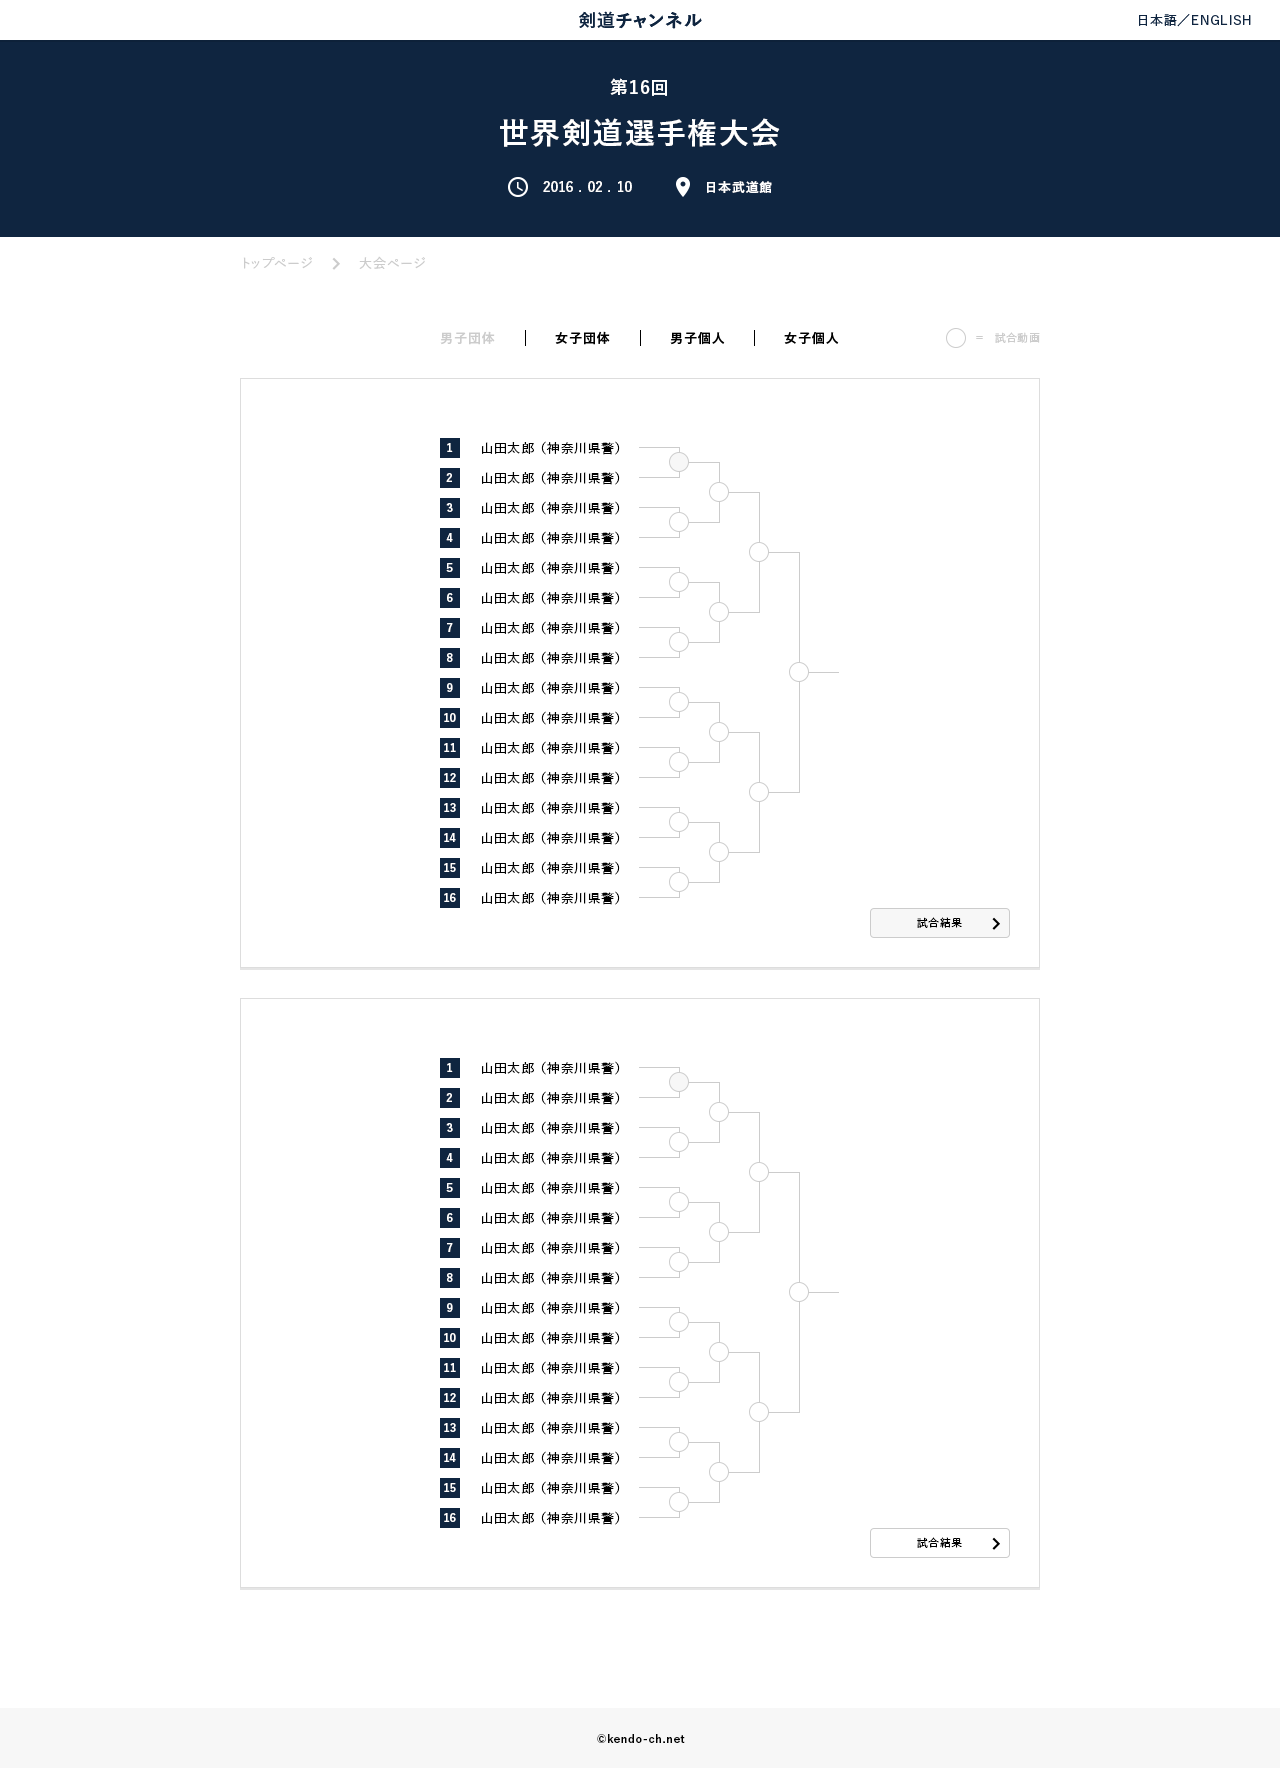 剣道チャンネル
日本語／ENGLISH
第16回
世界剣道選手権大会
2016 . 02 . 10
日本武道館
トップページ
大会ページ
男子団体
女子団体
男子個人
女子個人
= 試合動画
1 山田太郎（神奈川県警）
2 山田太郎（神奈川県警）
3 山田太郎（神奈川県警）
4 山田太郎（神奈川県警）
5 山田太郎（神奈川県警）
6 山田太郎（神奈川県警）
7 山田太郎（神奈川県警）
8 山田太郎（神奈川県警）
9 山田太郎（神奈川県警）
10 山田太郎（神奈川県警）
11 山田太郎（神奈川県警）
12 山田太郎（神奈川県警）
13 山田太郎（神奈川県警）
14 山田太郎（神奈川県警）
15 山田太郎（神奈川県警）
16 山田太郎（神奈川県警）
試合結果
1 山田太郎（神奈川県警）
2 山田太郎（神奈川県警）
3 山田太郎（神奈川県警）
4 山田太郎（神奈川県警）
5 山田太郎（神奈川県警）
6 山田太郎（神奈川県警）
7 山田太郎（神奈川県警）
8 山田太郎（神奈川県警）
9 山田太郎（神奈川県警）
10 山田太郎（神奈川県警）
11 山田太郎（神奈川県警）
12 山田太郎（神奈川県警）
13 山田太郎（神奈川県警）
14 山田太郎（神奈川県警）
15 山田太郎（神奈川県警）
16 山田太郎（神奈川県警）
試合結果
©kendo-ch.net